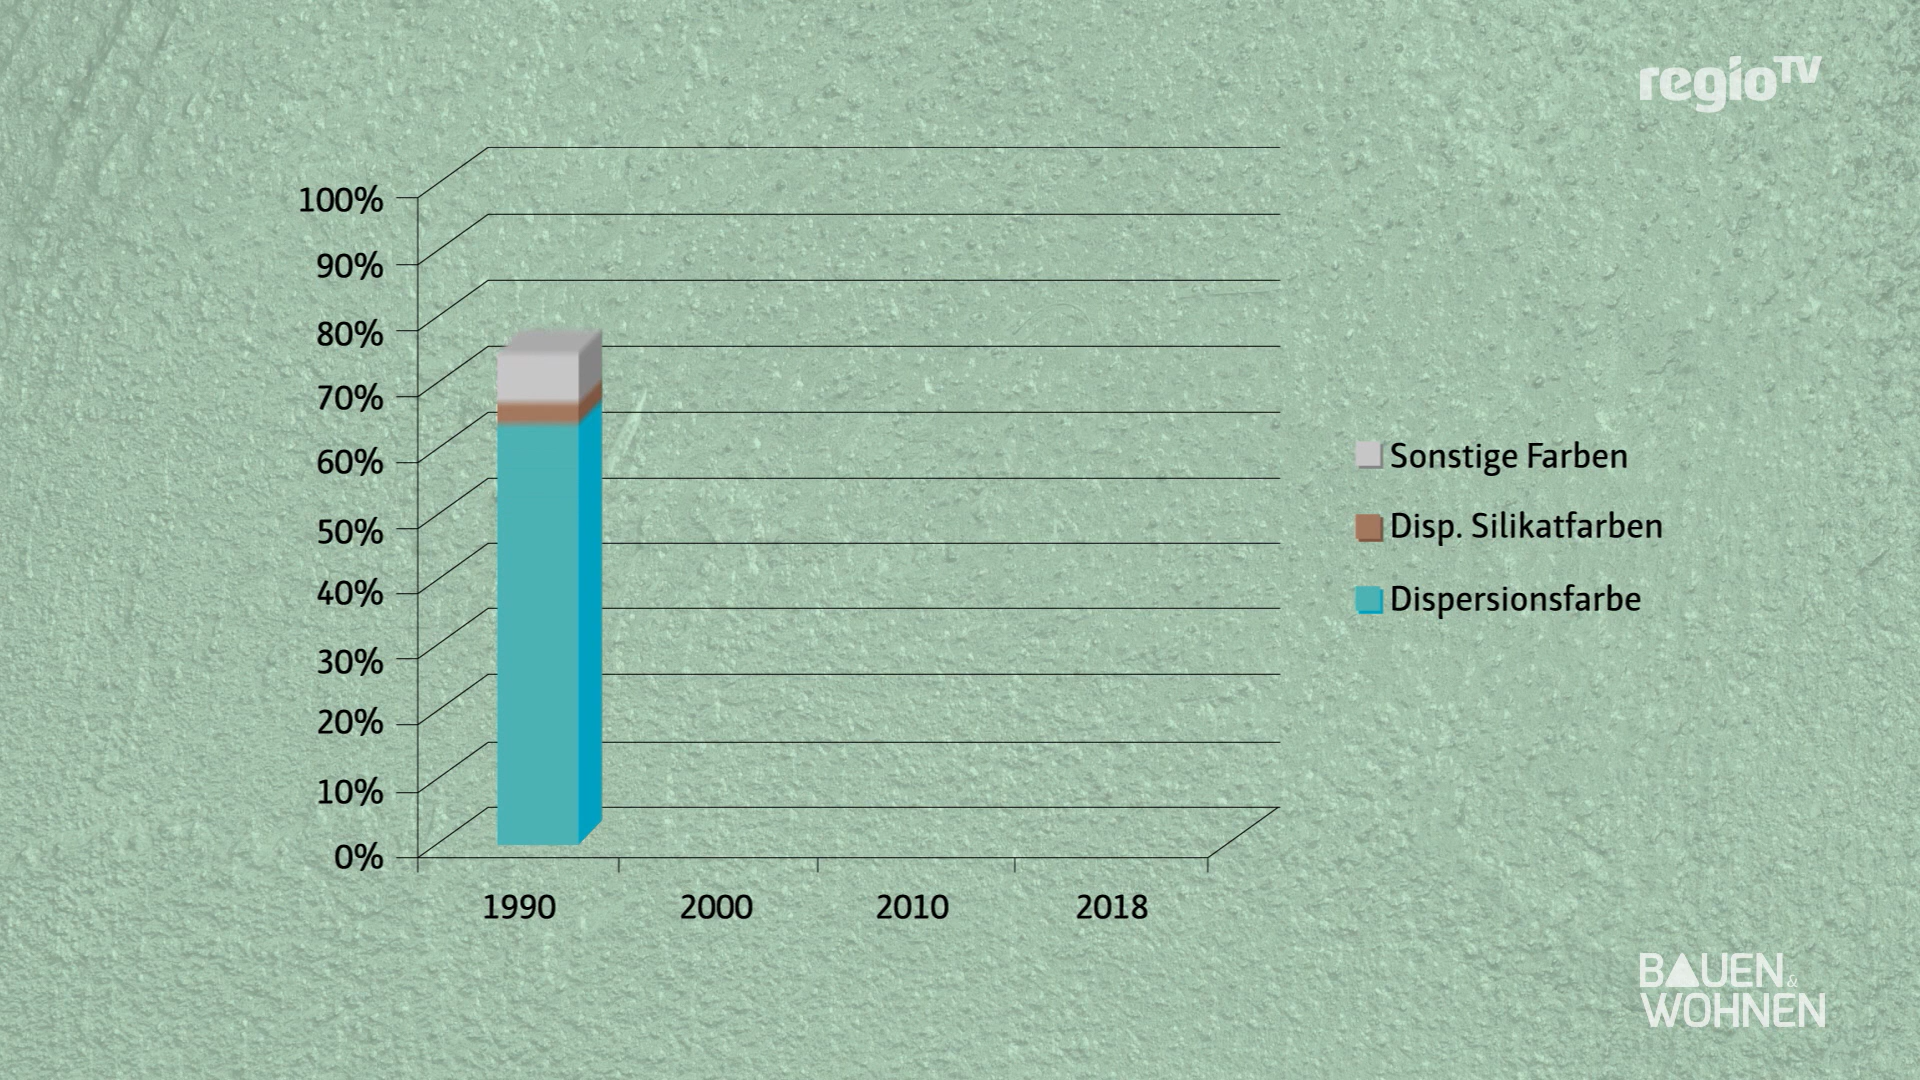 regioTV
100%
90%
80%
70%
60%
50%
40%
30%
20%
10%
0%
1990 2000 2010 2018
Sonstige Farben
Disp. Silikatfarben
Dispersionsfarbe
BAUEN &
WOHNEN